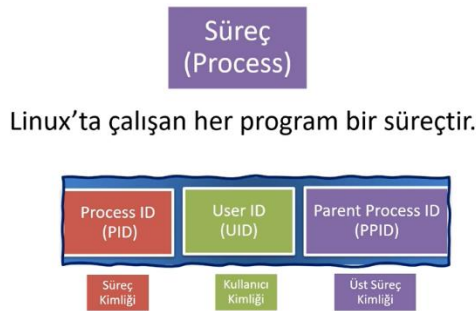 Süreç
(Process)
Linux’ta çalışan her program bir süreçtir.
Process ID
(PID)
User ID
(UID)
Parent Process ID
(PPID)
Süreç
Kimliği
Kullanıcı
Kimliği
Üst Süreç
Kimliği